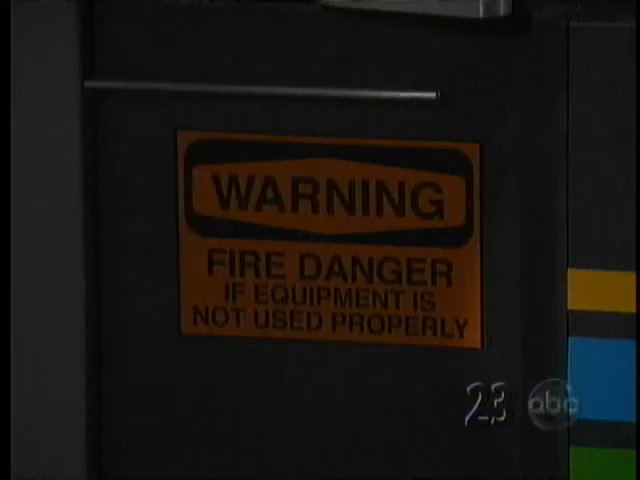 WARNING
FIRE DANGER
IF EQUIPMENT IS
NOT USED PROPERLY
23 abc